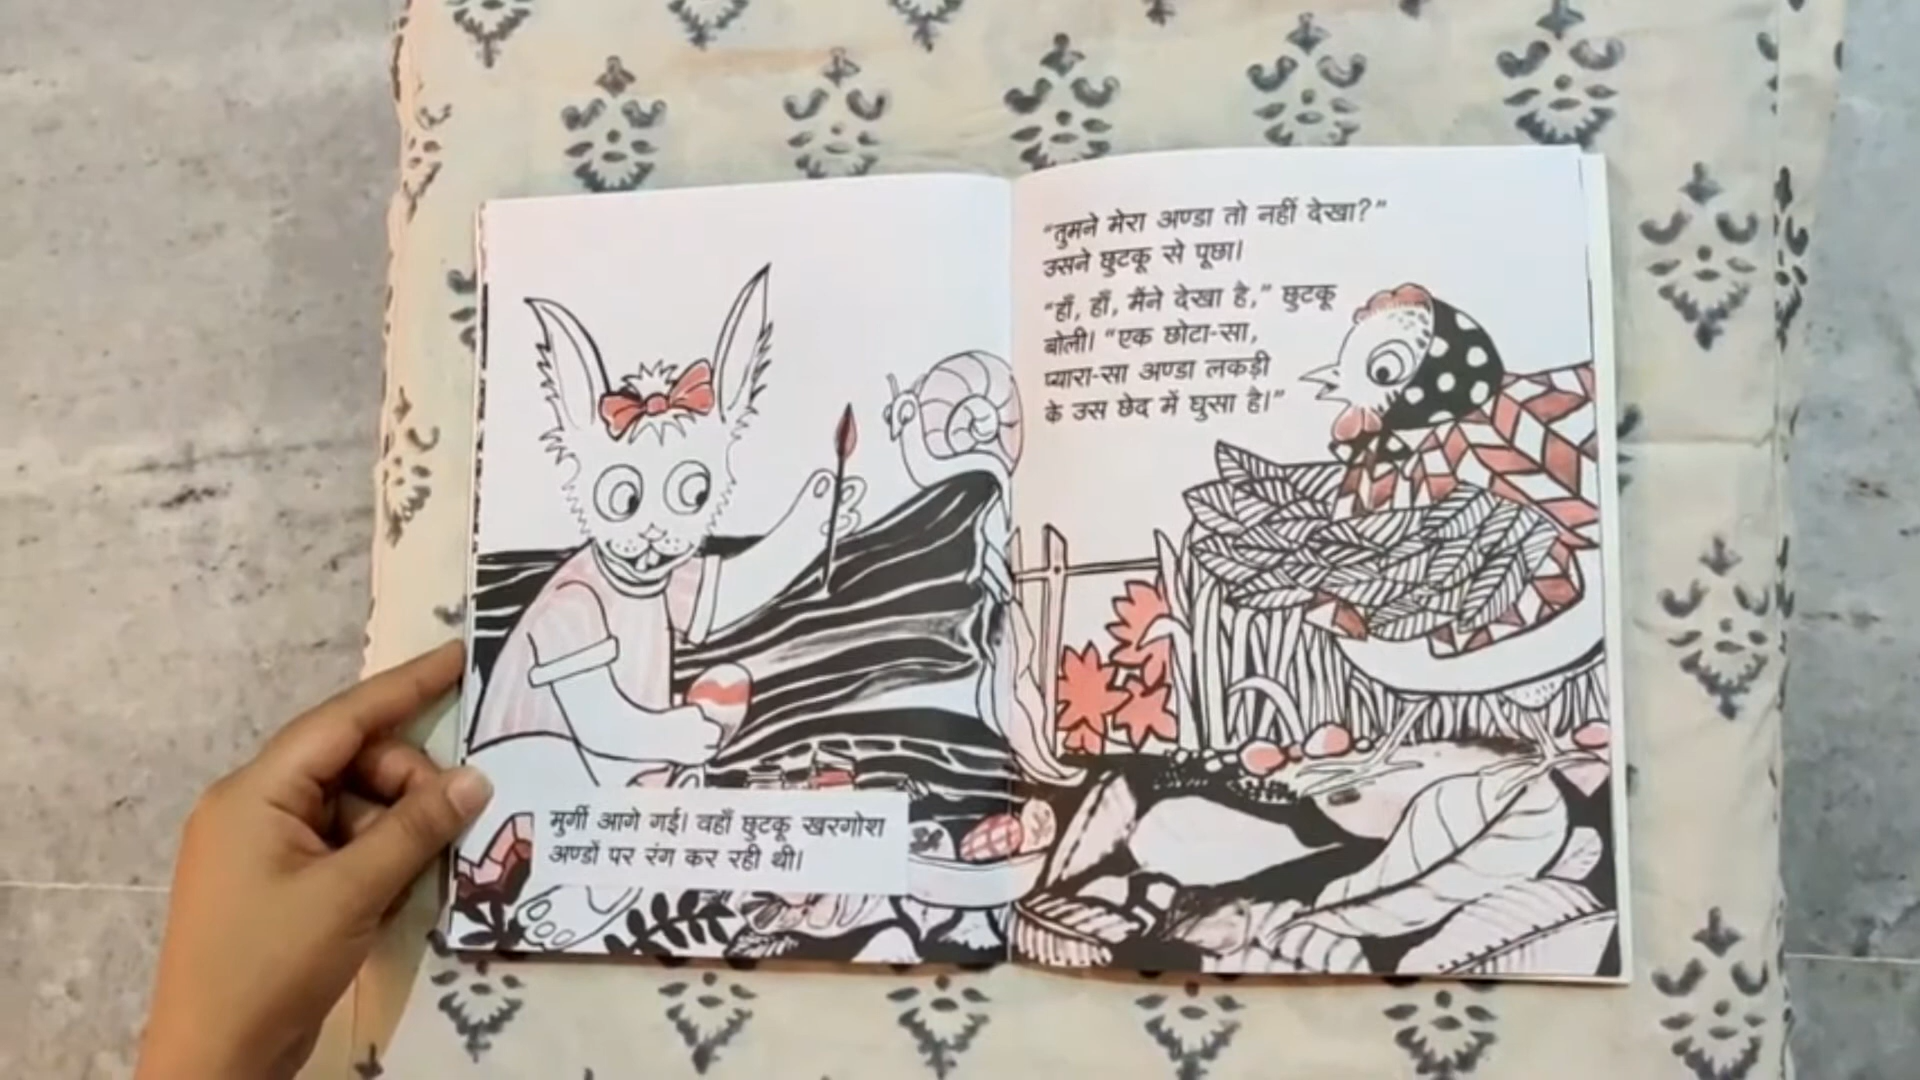 मुर्गी आगे गई। वहाँ छुटकू खरगोश
अण्डों पर रंग कर रही थी।
“तुमने मेरा अण्डा तो नहीं देखा?”
उसने छुटकू से पूछा।
“हाँ, हाँ, मैंने देखा है,” छुटकू
बोली। “एक छोटा-सा,
प्यारा-सा अण्डा लकड़ी
के उस छेद में घुसा है।”